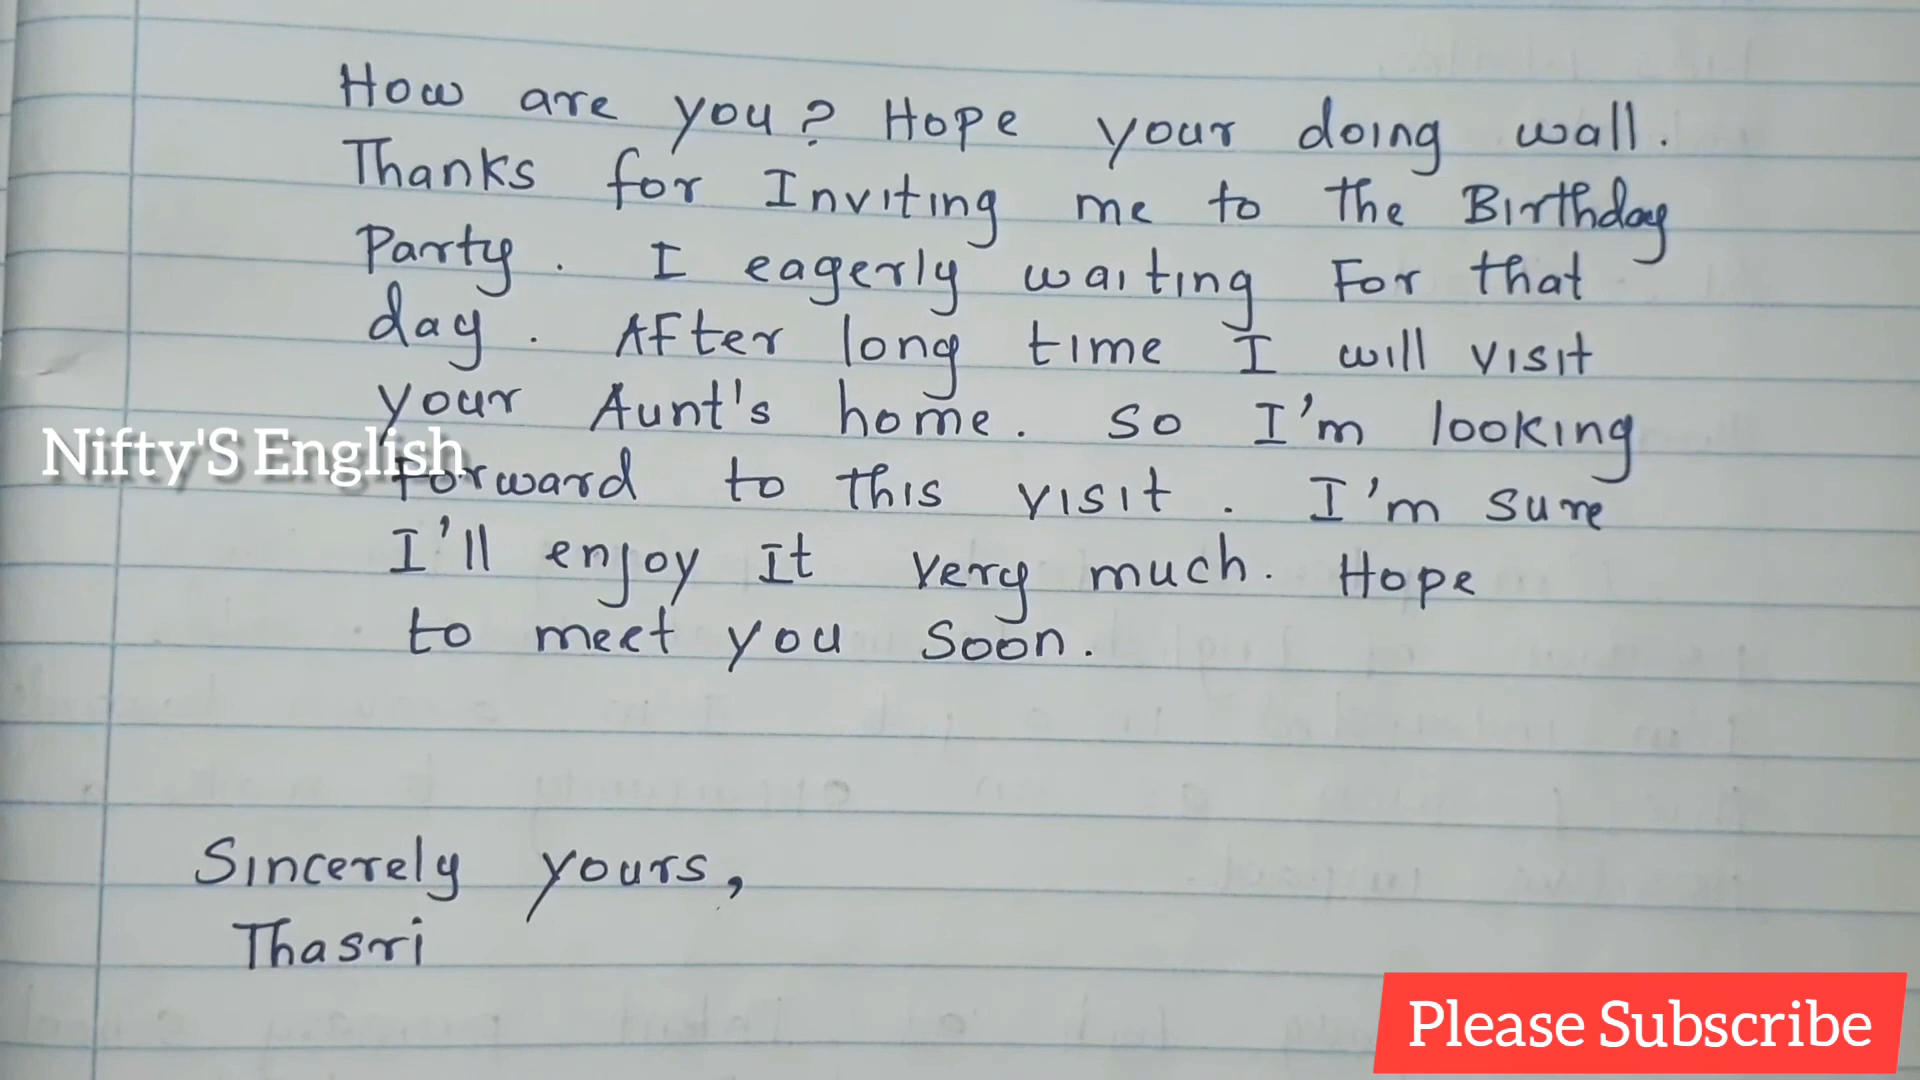 How are you? Hope your doing wall.
Thanks for Inviting me to the Birthday
Party. I eagerly waiting For that
day. After long time I will visit
your Aunt's home. So I'm looking
Nifty'S English
forward to this visit. I'm sure
I'll enjoy It very much. Hope
to meet you soon.
Sincerely yours,
Thasri
Please Subscribe